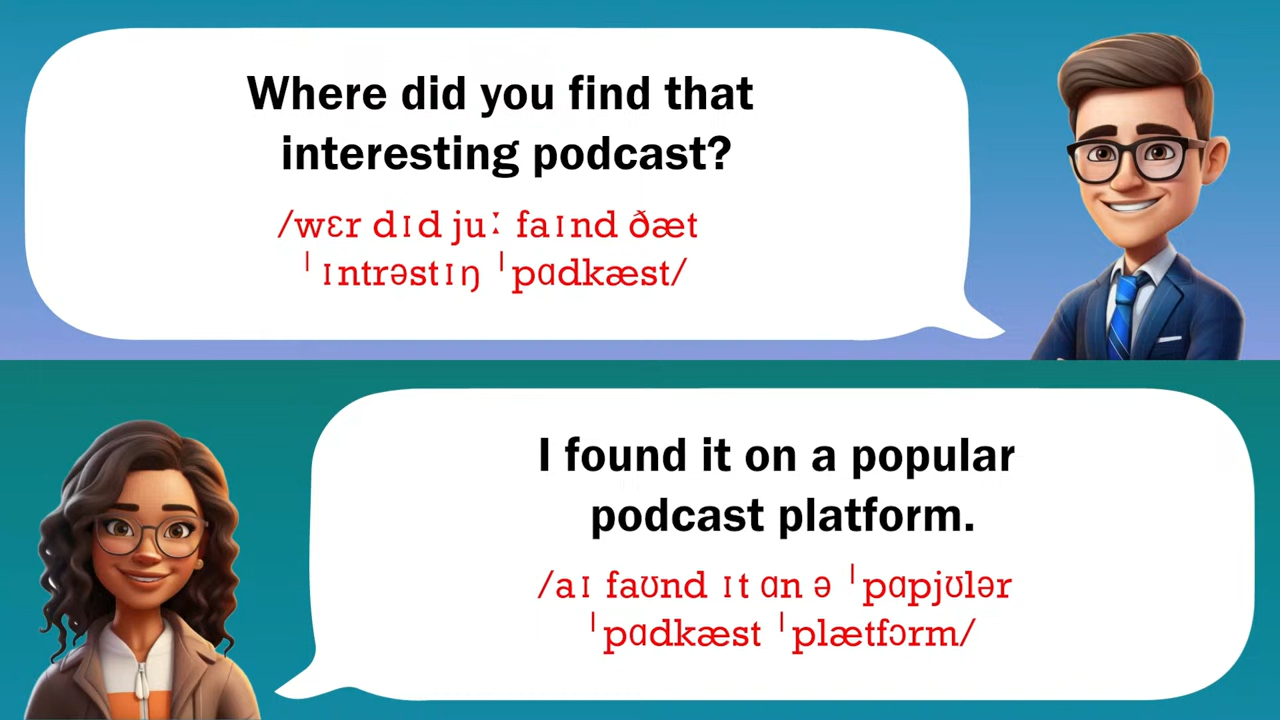 Where did you find that
interesting podcast?
/wɛr dɪd juː faɪnd ðæt
ˈɪntrəstɪŋ ˈpɑdkæst/
I found it on a popular
podcast platform.
/aɪ faʊnd ɪt ɑn ə ˈpɑpjʊlər
ˈpɑdkæst ˈplætfɔrm/